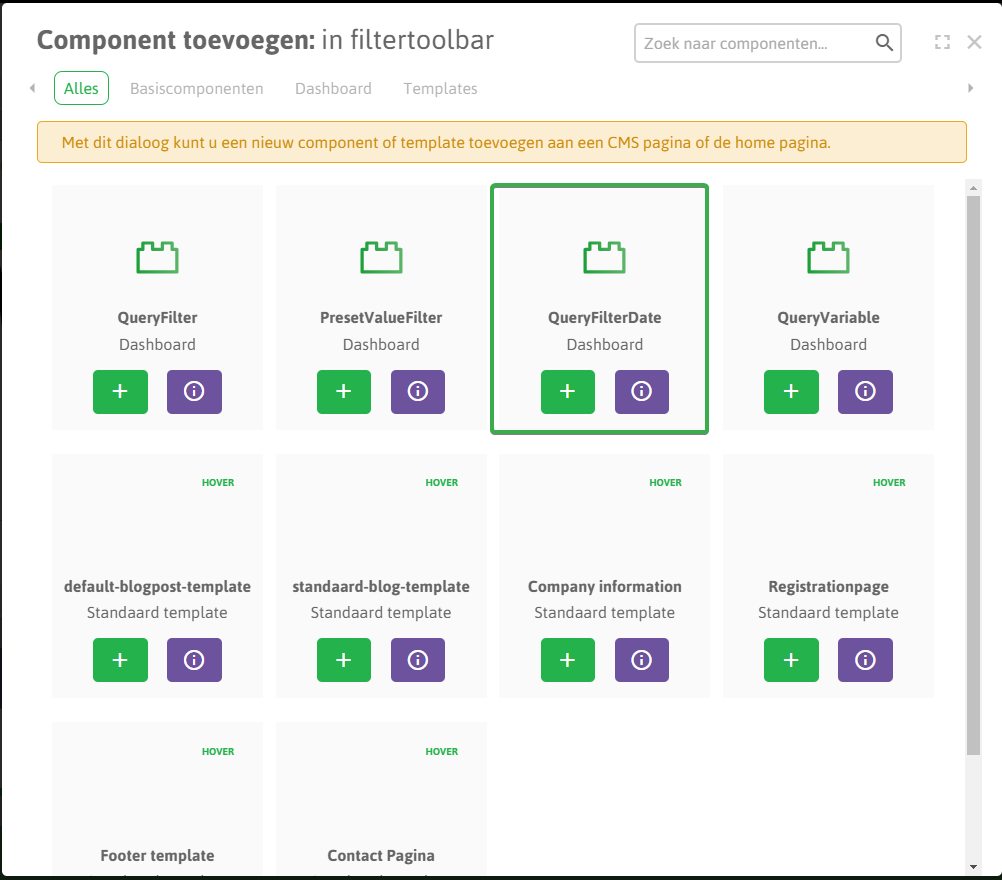 Component toevoegen: in filtertoolbar
Zoek naar componenten...
Alles Basiscomponenten Dashboard Templates
Met dit dialoog kunt u een nieuw component of template toevoegen aan een CMS pagina of de home pagina.
QueryFilter
Dashboard
PresetValueFilter
Dashboard
QueryFilterDate
Dashboard
QueryVariable
Dashboard
HOVER
default-blogpost-template
Standaard template
HOVER
standaard-blog-template
Standaard template
HOVER
Company information
Standaard template
HOVER
Registrationpage
Standaard template
HOVER
Footer template
HOVER
Contact Pagina